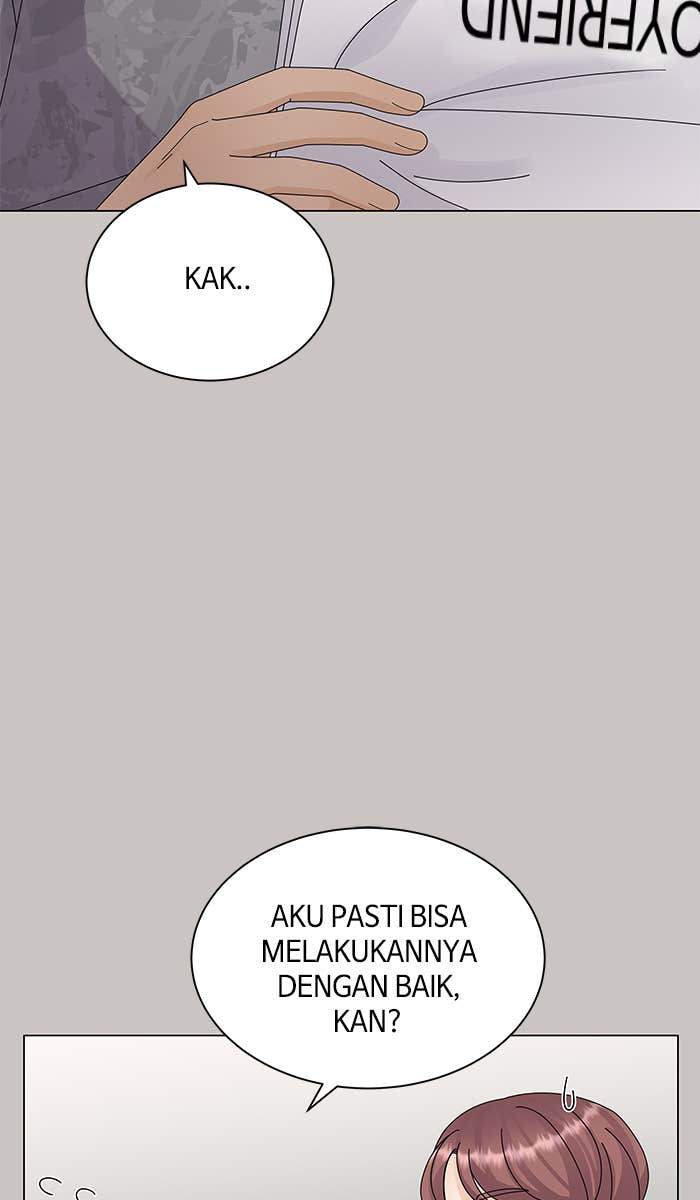 OYFRIEND
KAK..
AKU PASTI BISA
MELAKUKANNYA
DENGAN BAIK,
KAN?